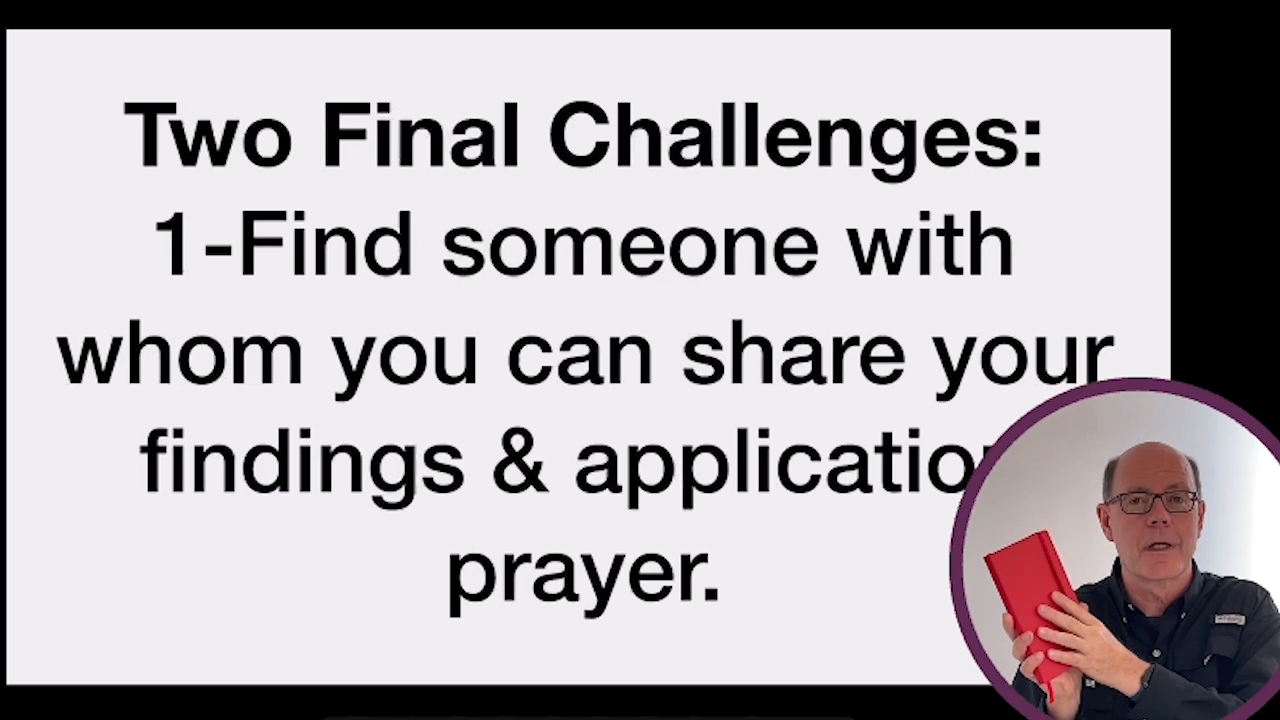 Two Final Challenges:
1-Find someone with
whom you can share your
findings & applicatio
prayer.